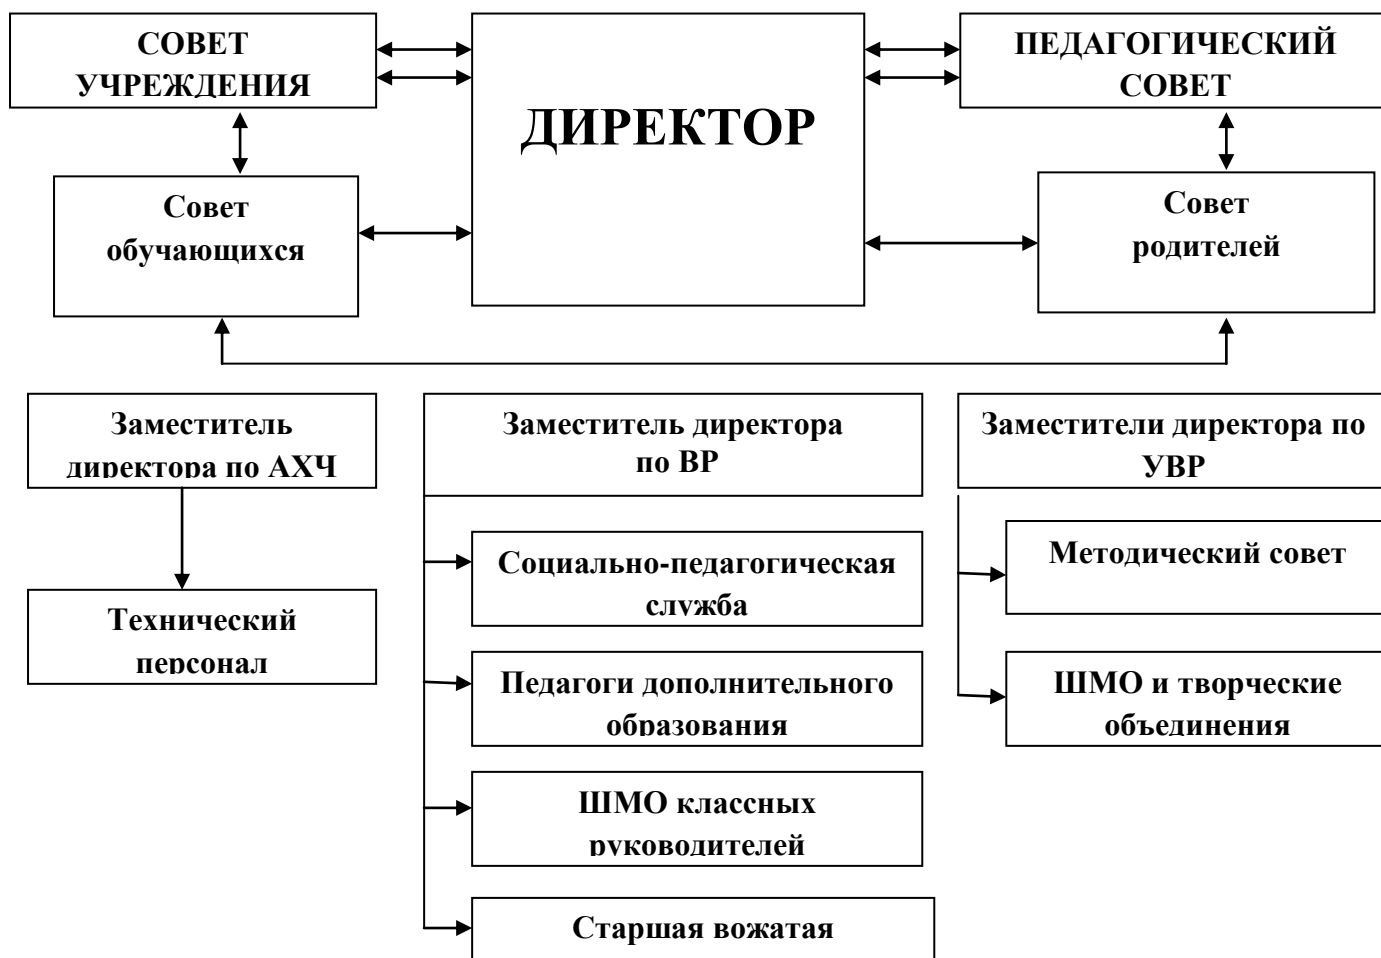 СОВЕТ
УЧРЕЖДЕНИЯ
ДИРЕКТОР
ПЕДАГОГИЧЕСКИЙ
СОВЕТ
Совет
обучающихся
Совет
родителей
Заместитель
директора по АХЧ
Заместитель директора
по ВР
Заместители директора по
УВР
Технический
персонал
Социально-педагогическая
служба
Педагоги дополнительного
образования
ШМО классных
руководителей
Старшая вожатая
Методический совет
ШМО и творческие
объединения